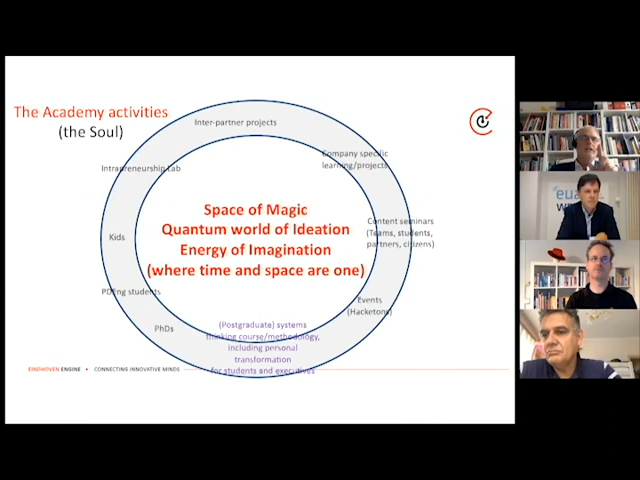 The Academy activities
(the Soul)
Inter-partner projects
Intrapreneurship Lab
Company specific
learning/projects
Space of Magic
Quantum world of Ideation
Energy of Imagination
(where time and space are one)
Kids
Content seminars
(Teams, students,
partners, citizens)
PDEng students
Events
(Hacketons)
PhDs
(Postgraduate) systems
thinking course/methodology,
including personal
transformation
for students and executives
EINDHOVEN ENGINE • CONNECTING INNOVATIVE MINDS